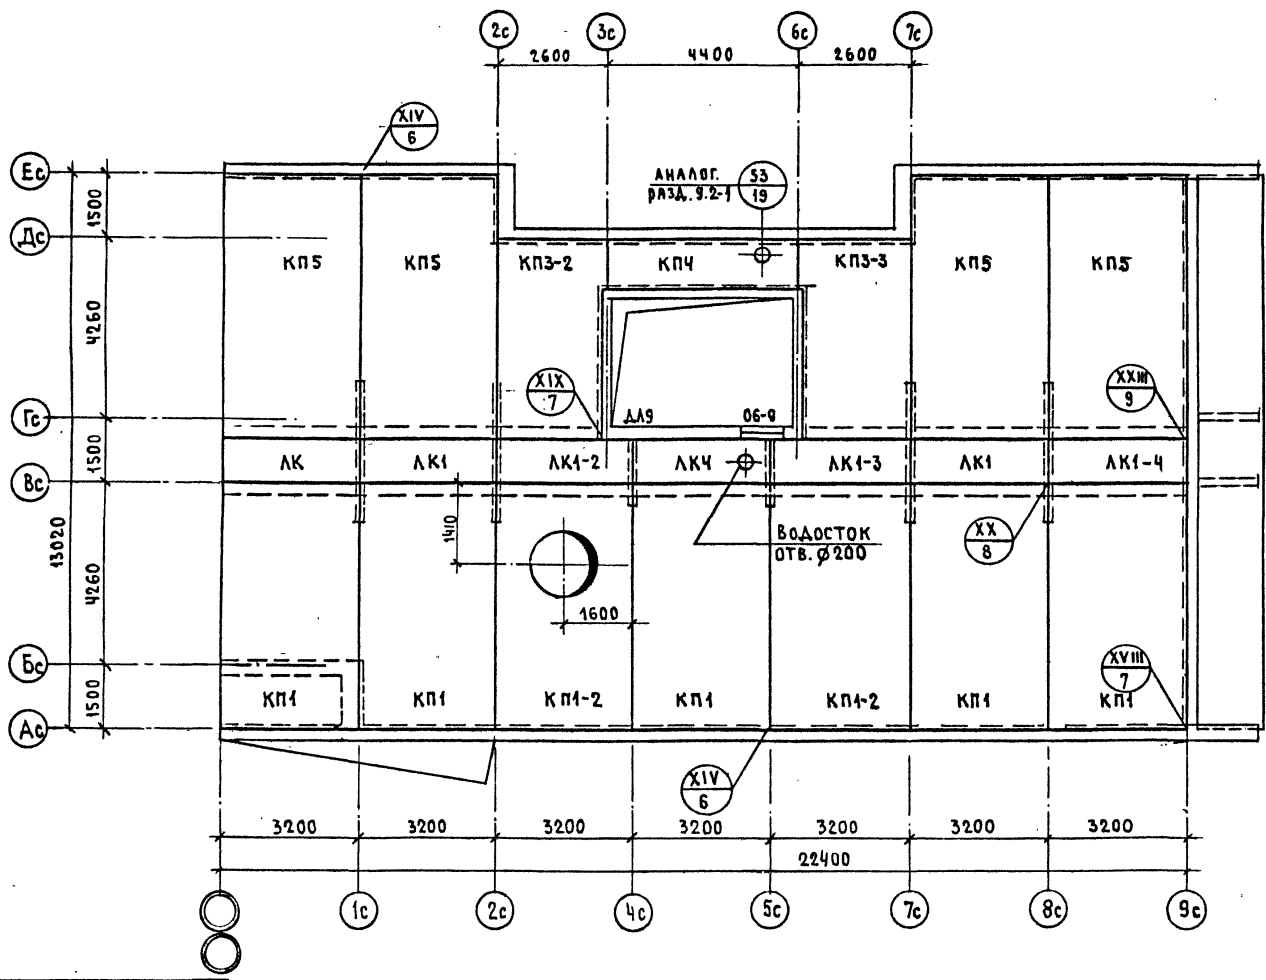 2с 3с 6с 7с
2600 4400 2600
XIV
6
Ес
АНАЛОГ.
РАЗД. 9.2-1
53
19
1500
Дс
КП5 КП5 КП3-2 КП4 КП3-3 КП5 КП5
4260
XIX
7
XXIII
9
Гс
ДЛ9 ОБ-9
1500
ЛК ЛК1 ЛК1-2 ЛК4 ЛК1-3 ЛК1 ЛК1-4
Вс
13020
1410
ВОДОСТОК
ОТВ. Ø200
XX
8
4260
1600
Бс
XVIII
7
1500
КП1 КП1 КП1-2 КП1 КП1-2 КП1 КП1
Ас
XIV
6
3200 3200 3200 3200 3200 3200 3200
22400
1с 2с 4с 5с 7с 8с 9с